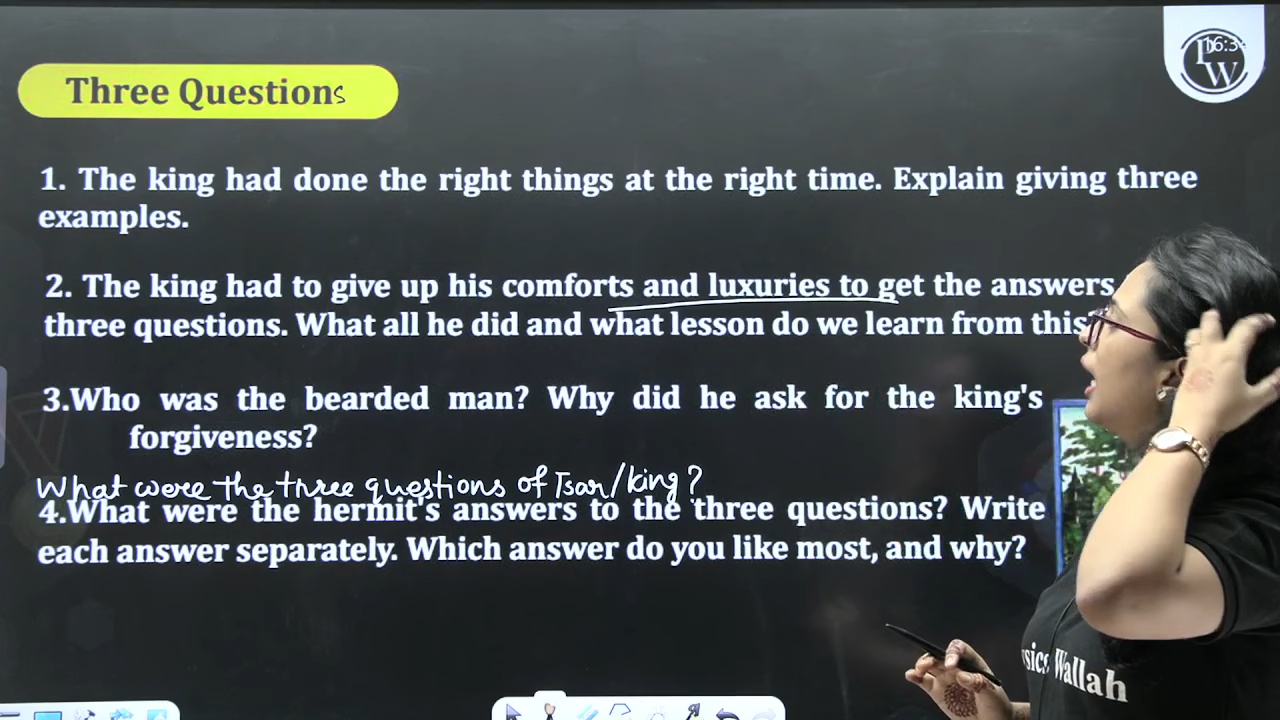 Three Questions
1. The king had done the right things at the right time. Explain giving three
examples.
2. The king had to give up his comforts and luxuries to get the answers
three questions. What all he did and what lesson do we learn from this?
3.Who was the bearded man? Why did he ask for the king's
forgiveness?
What were the three questions of Tsar/king?
4.What were the hermit's answers to the three questions? Write
each answer separately. Which answer do you like most, and why?
16:3
W
Wallah